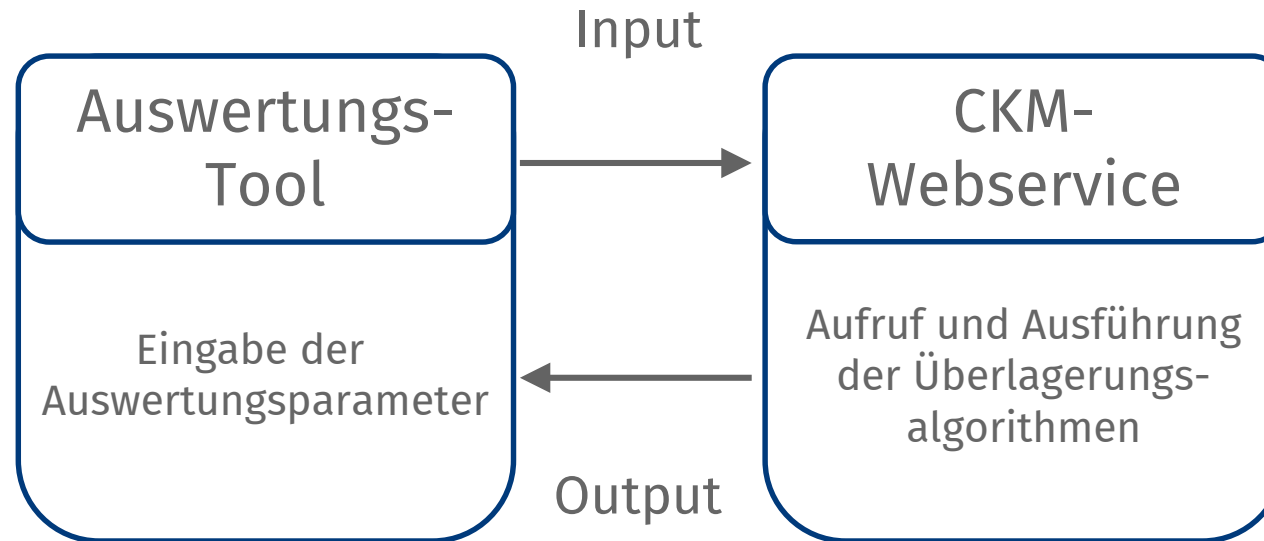 Input
Auswertungs-
Tool
CKM-
Webservice
Eingabe der
Auswertungsparameter
Aufruf und Ausführung
der Überlagerungs-
algorithmen
Output